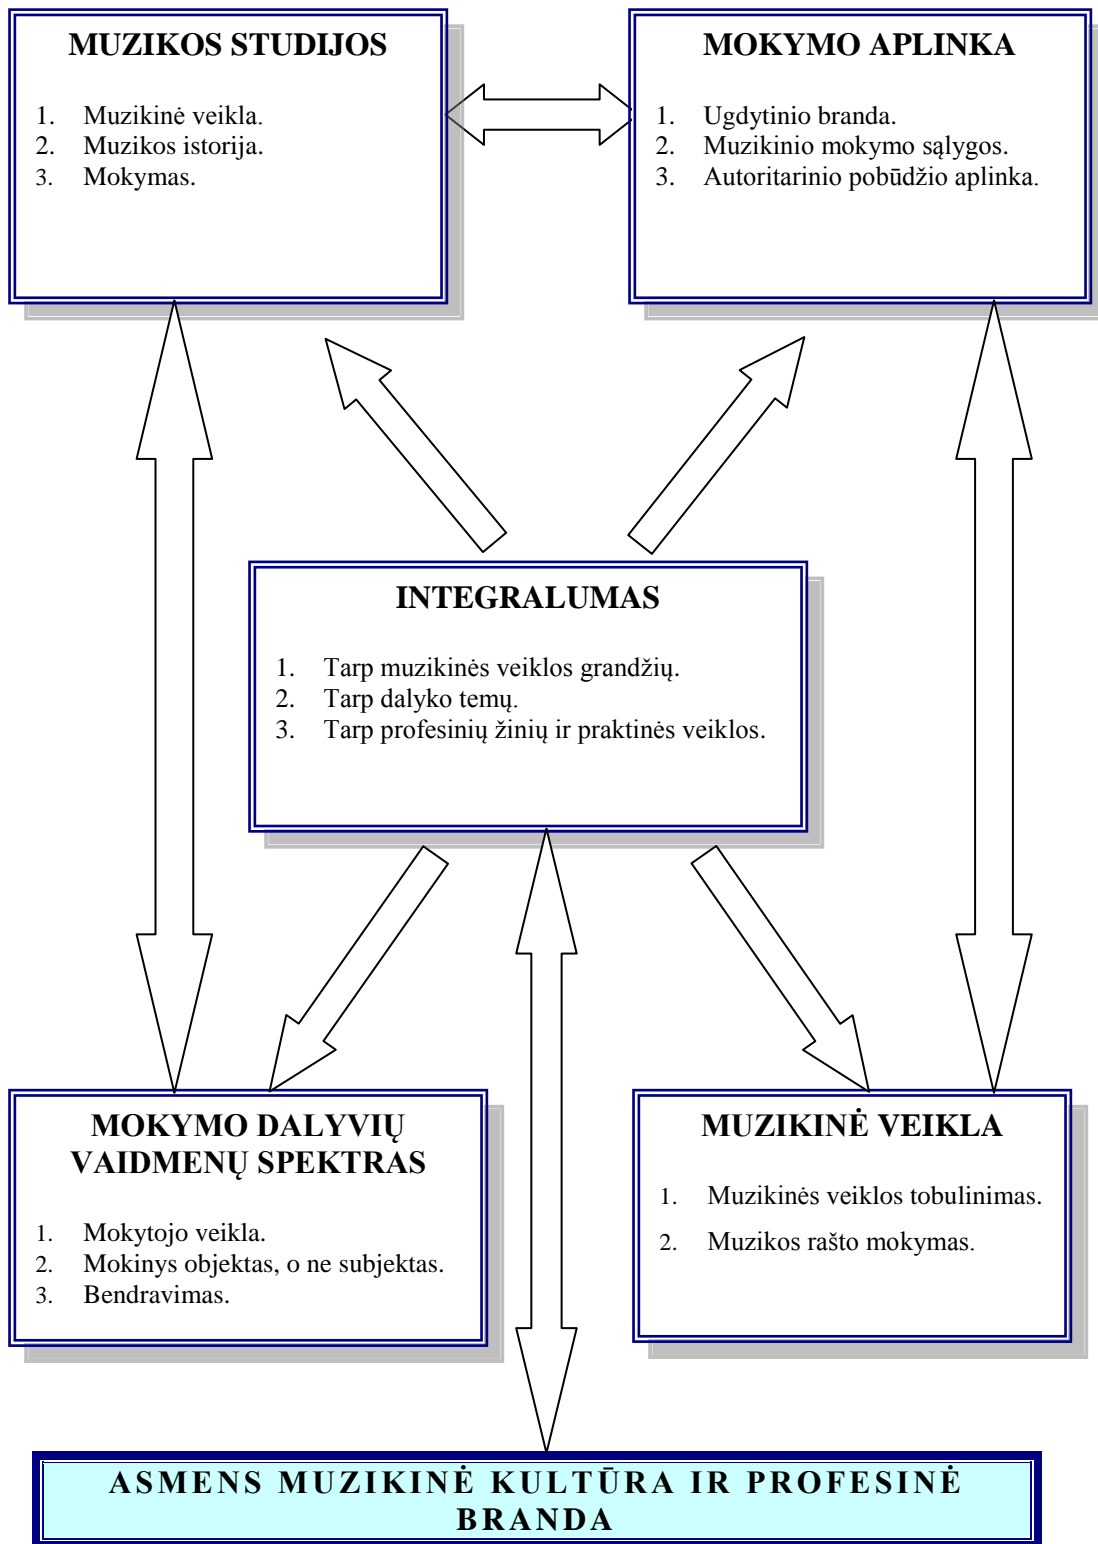 MUZIKOS STUDIJOS
1. Muzikinė veikla.
2. Muzikos istorija.
3. Mokymas.
MOKYMO APLINKA
1. Ugdytinio branda.
2. Muzikinio mokymo sąlygos.
3. Autoritarinio pobūdžio aplinka.
INTEGRALUMAS
1. Tarp muzikinės veiklos grandžių.
2. Tarp dalyko temų.
3. Tarp profesinių žinių ir praktinės veiklos.
MOKYMO DALYVIŲ
VAIDMENŲ SPEKTRAS
1. Mokytojo veikla.
2. Mokinys objektas, o ne subjektas.
3. Bendravimas.
MUZIKINĖ VEIKLA
1. Muzikinės veiklos tobulinimas.
2. Muzikos rašto mokymas.
ASMENS MUZIKINĖ KULTŪRA IR PROFESINĖ
BRANDA